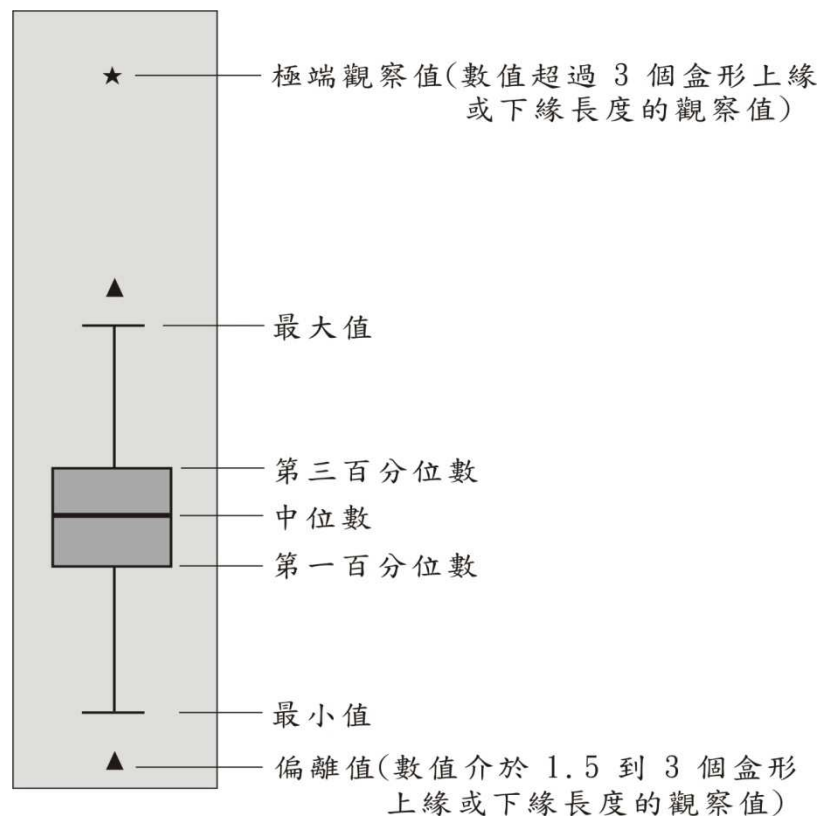 極端觀察值(數值超過 3 個盒形上緣
或下緣長度的觀察值)
最大值
第三百分位數
中位數
第一百分位數
最小值
偏離值(數值介於 1.5 到 3 個盒形
上緣或下緣長度的觀察值)